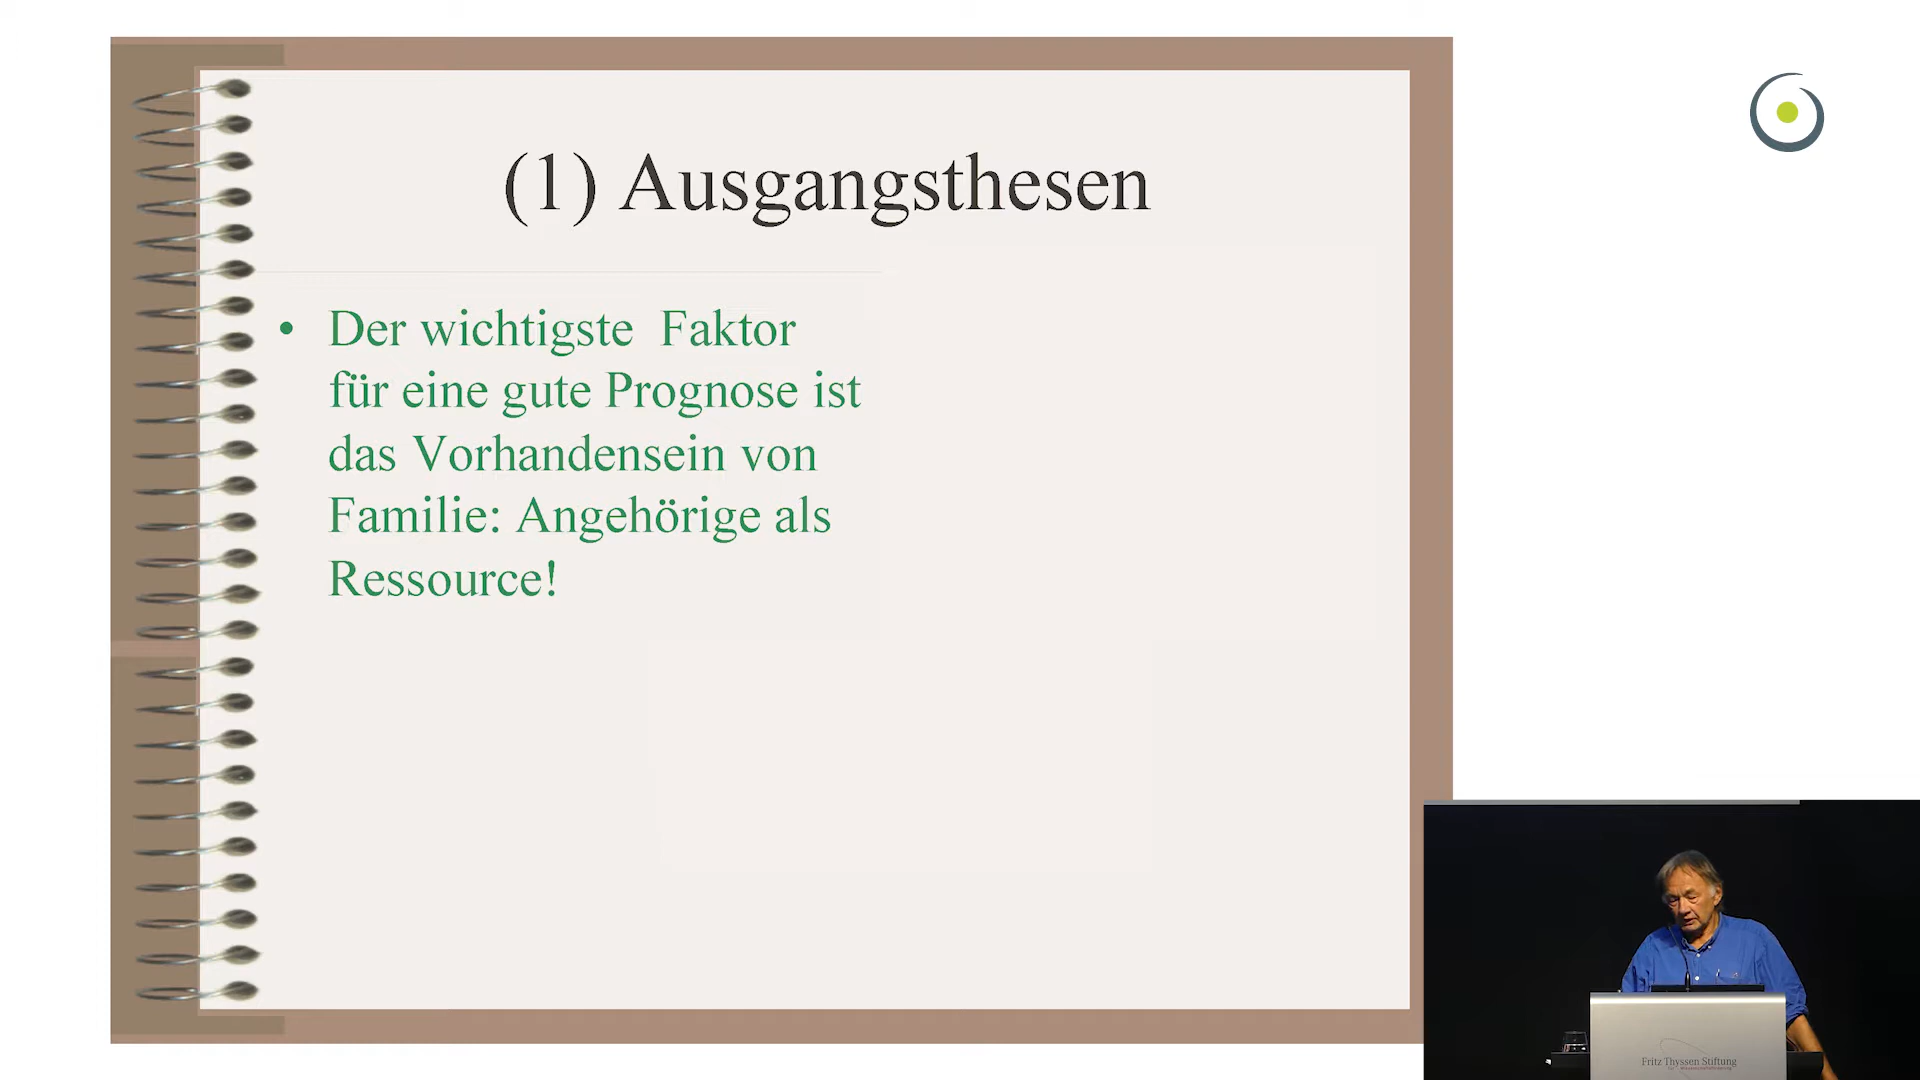 (1) Ausgangsthesen
• Der wichtigste Faktor
für eine gute Prognose ist
das Vorhandensein von
Familie: Angehörige als
Ressource!
Fritz Thyssen Stiftung